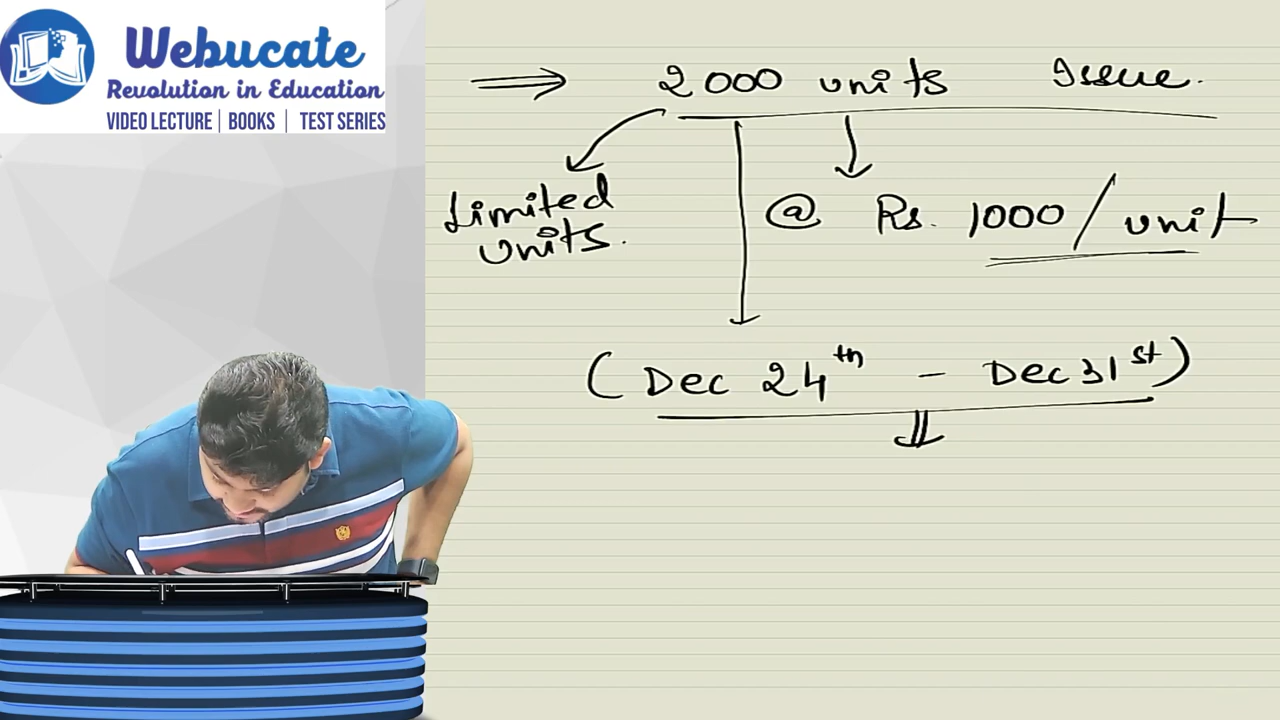 Webucate
Revolution in Education
VIDEO LECTURE | BOOKS | TEST SERIES
⇒ 2000 units Issue.
Limited
units.
@ Rs. 1000 / unit
(Dec 24th - Dec 31st)